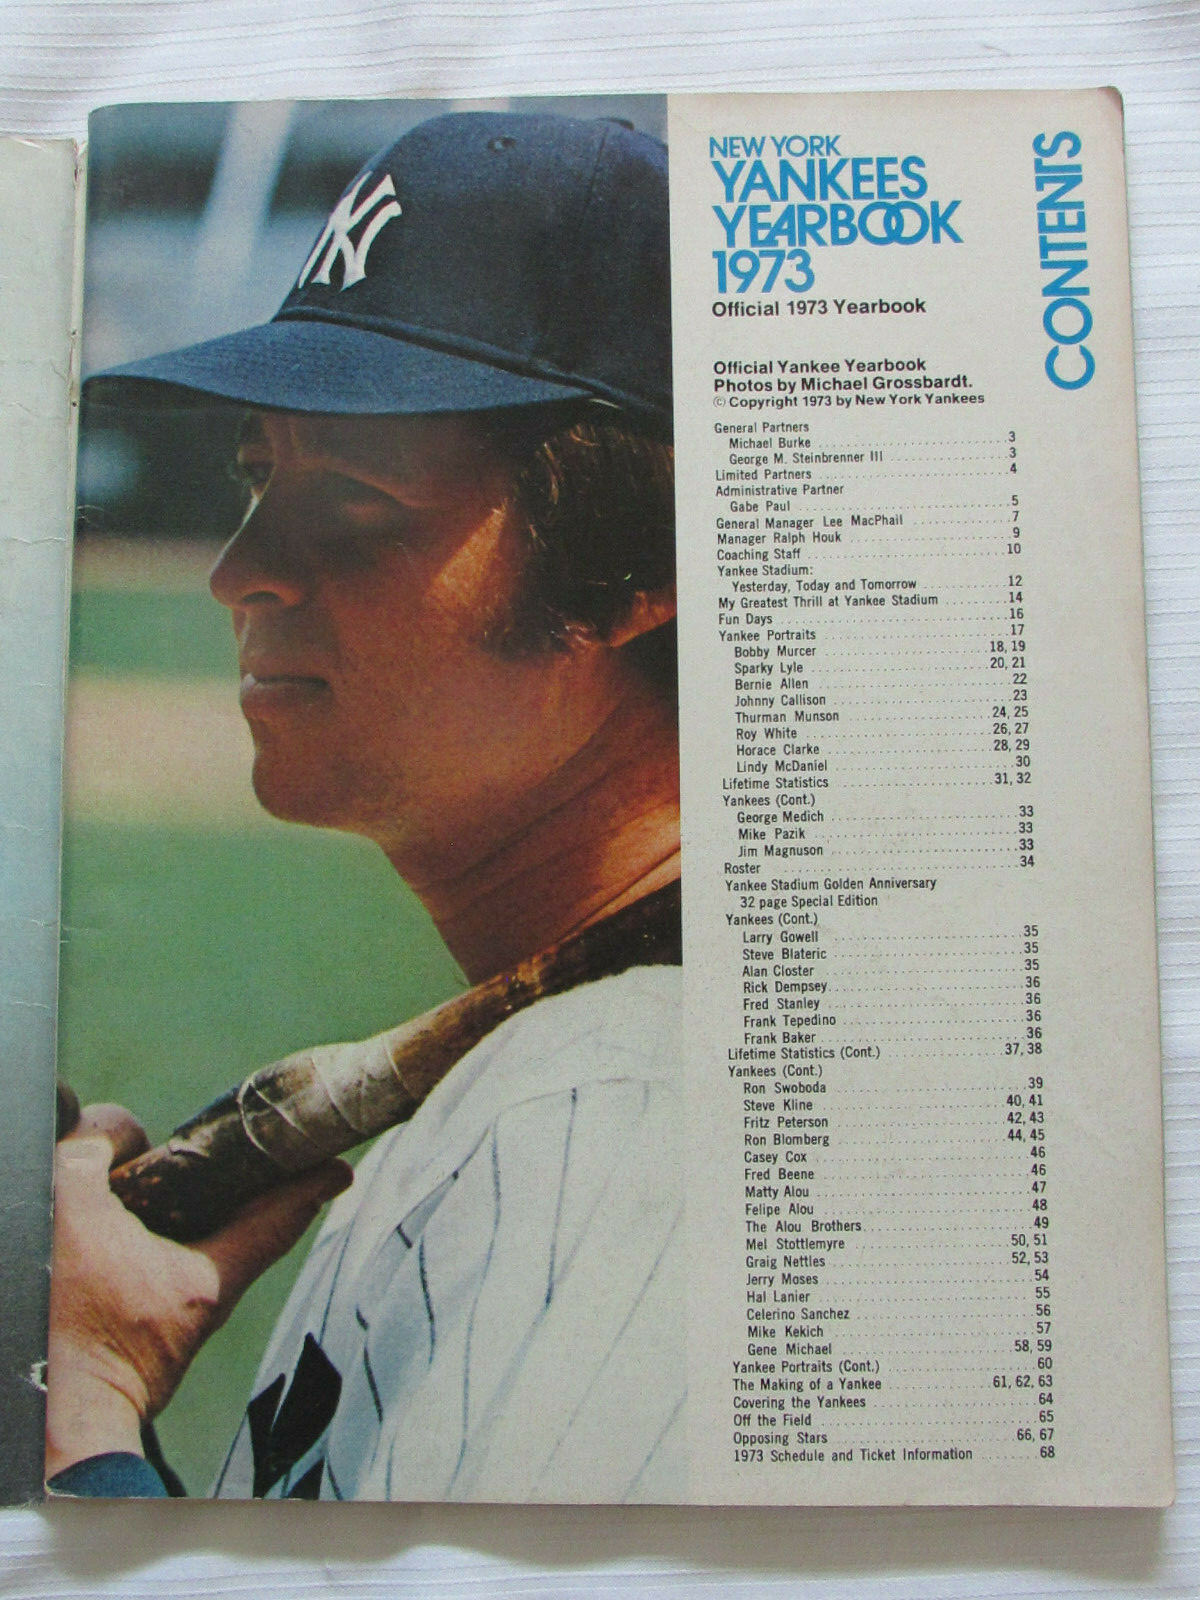 NY
NEW YORK
YANKEES
YEARBOOK
1973
Official 1973 Yearbook
CONTENTS
Official Yankee Yearbook
Photos by Michael Grossbardt.
© Copyright 1973 by New York Yankees
General Partners
Michael Burke 3
George M. Steinbrenner III 3
Limited Partners 4
Administrative Partner
Gabe Paul 5
General Manager Lee MacPhail 7
Manager Ralph Houk 9
Coaching Staff 10
Yankee Stadium:
Yesterday, Today and Tomorrow 12
My Greatest Thrill at Yankee Stadium 14
Fun Days 16
Yankee Portraits 17
Bobby Murcer 18, 19
Sparky Lyle 20, 21
Bernie Allen 22
Johnny Callison 23
Thurman Munson 24, 25
Roy White 26, 27
Horace Clarke 28, 29
Lindy McDaniel 30
Lifetime Statistics 31, 32
Yankees (Cont.)
George Medich 33
Mike Pazik 33
Jim Magnuson 33
Roster 34
Yankee Stadium Golden Anniversary
32 page Special Edition
Yankees (Cont.)
Larry Gowell 35
Steve Blateric 35
Alan Closter 35
Rick Dempsey 36
Fred Stanley 36
Frank Tepedino 36
Frank Baker 36
Lifetime Statistics (Cont.) 37, 38
Yankees (Cont.)
Ron Swoboda 39
Steve Kline 40, 41
Fritz Peterson 42, 43
Ron Blomberg 44, 45
Casey Cox 46
Fred Beene 46
Matty Alou 47
Felipe Alou 48
The Alou Brothers 49
Mel Stottlemyre 50, 51
Graig Nettles 52, 53
Jerry Moses 54
Hal Lanier 55
Celerino Sanchez 56
Mike Kekich 57
Gene Michael 58, 59
Yankee Portraits (Cont.) 60
The Making of a Yankee 61, 62, 63
Covering the Yankees 64
Off the Field 65
Opposing Stars 66, 67
1973 Schedule and Ticket Information 68